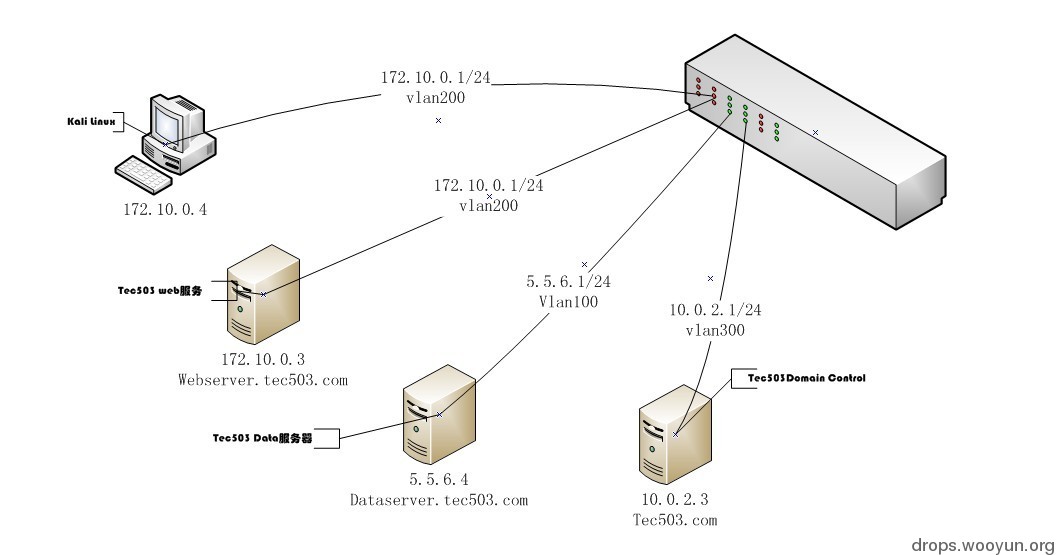 172.10.0.1/24
vlan200
Kali Linux
172.10.0.4
172.10.0.1/24
vlan200
Tec503 web服务
172.10.0.3
Webserver.tec503.com
5.5.6.1/24
Vlan100
10.0.2.1/24
vlan300
Tec503Domain Control
Tec503 Data服务器
5.5.6.4
Dataserver.tec503.com
10.0.2.3
Tec503.com
drops.wooyun.org